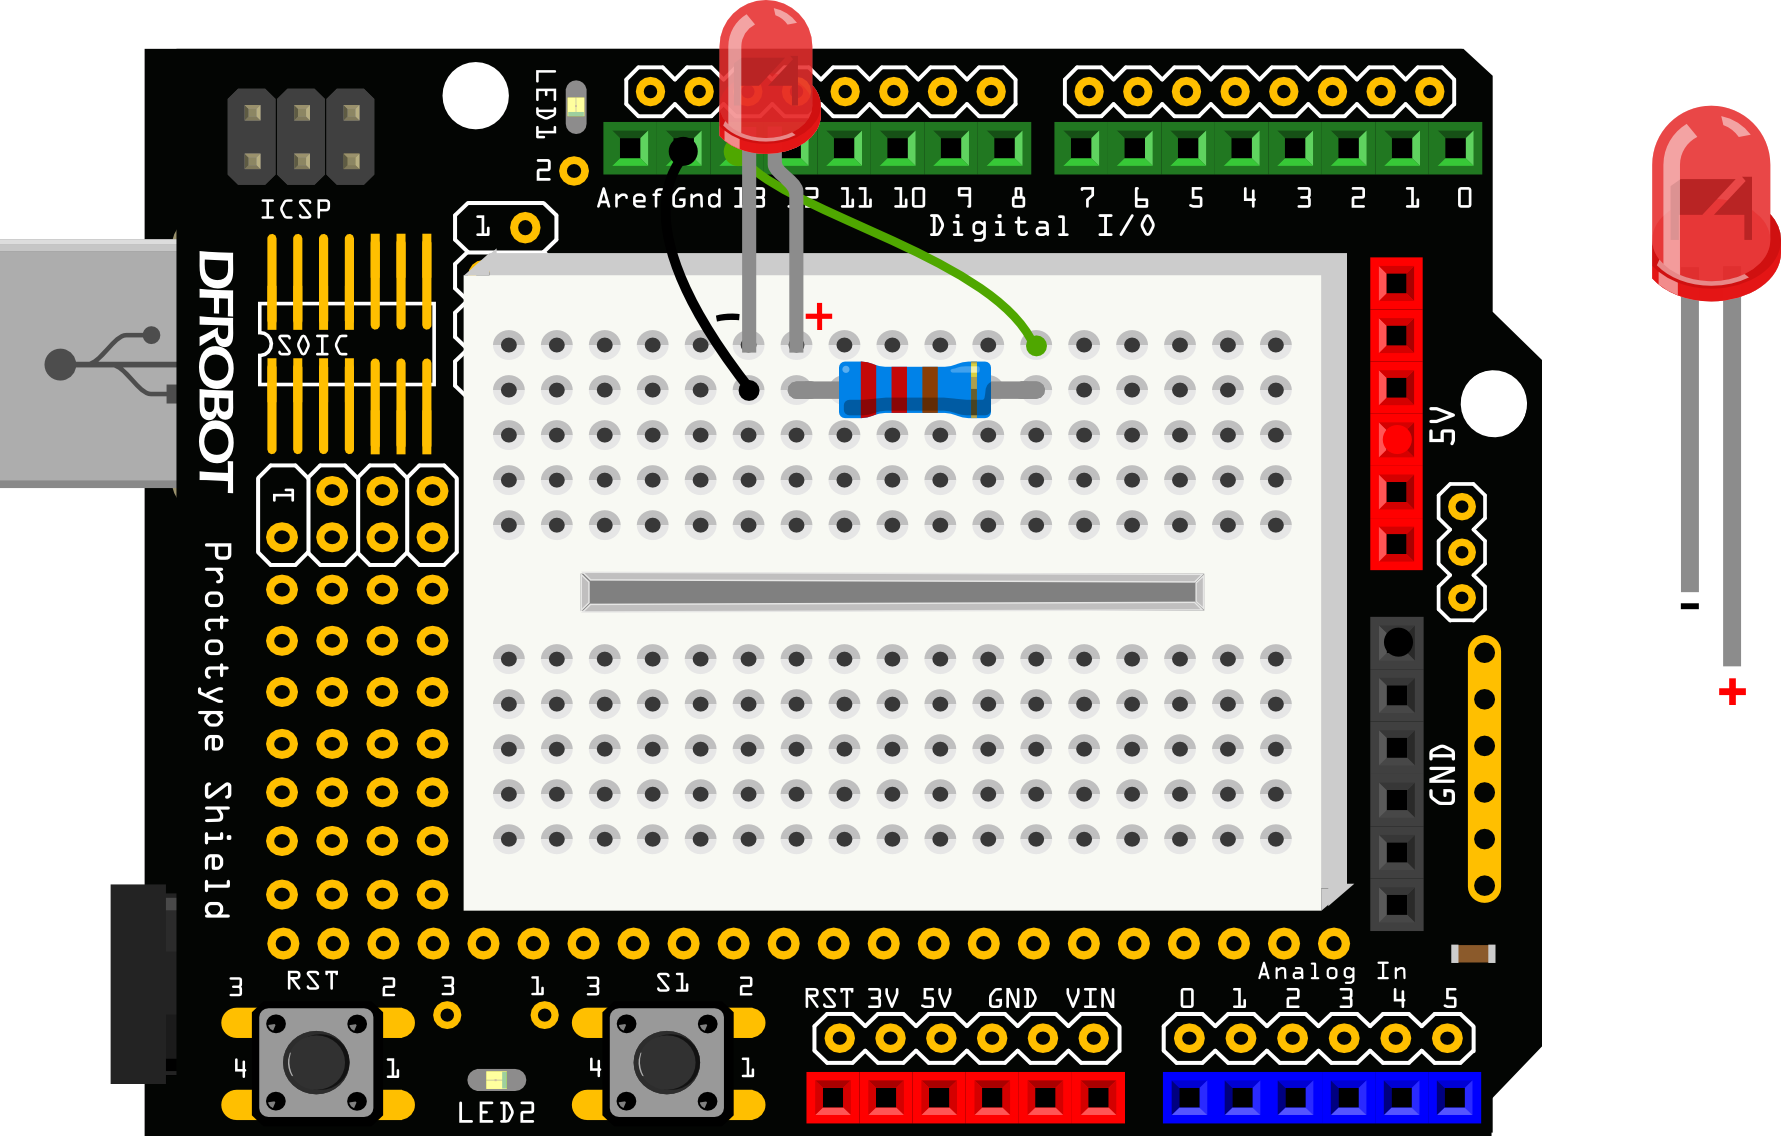 LED1
2
Aref Gnd 13 12 11 10 9 8 7 6 5 4 3 2 1 0
Digital I/O
ICSP
1
DFROBOT
SOIC
- +
5V
1
Prototype Shield
-
+
GND
Analog In
3 RST 2 3 1 3 S1 2
RST 3V 5V GND VIN 0 1 2 3 4 5
4 1 4 1
LED2